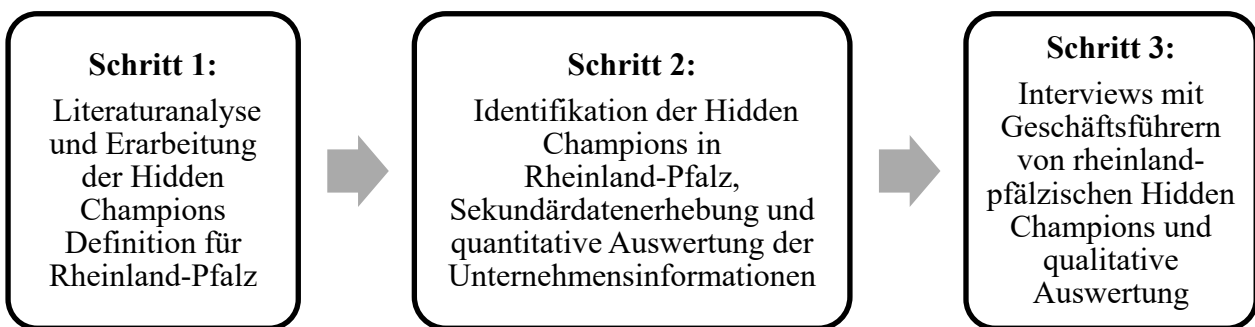 Schritt 1:
Literaturanalyse
und Erarbeitung
der Hidden
Champions
Definition für
Rheinland-Pfalz
Schritt 2:
Identifikation der Hidden
Champions in
Rheinland-Pfalz,
Sekundärdatenerhebung und
quantitative Auswertung der
Unternehmensinformationen
Schritt 3:
Interviews mit
Geschäftsführern
von rheinland-
pfälzischen Hidden
Champions und
qualitative
Auswertung